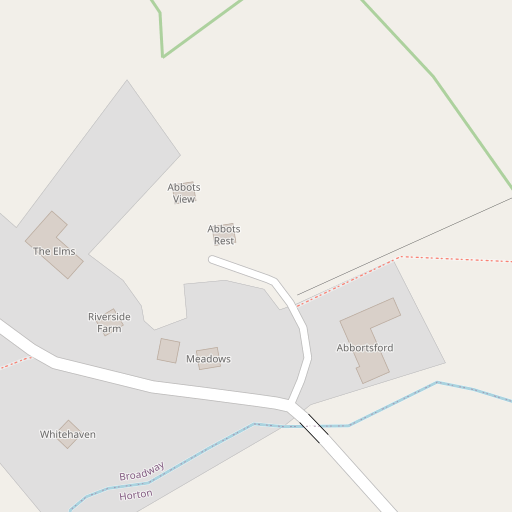 Abbots
View
Abbots
Rest
The Elms
Riverside
Farm
Meadows
Abbortsford
Whitehaven
Broadway
Horton